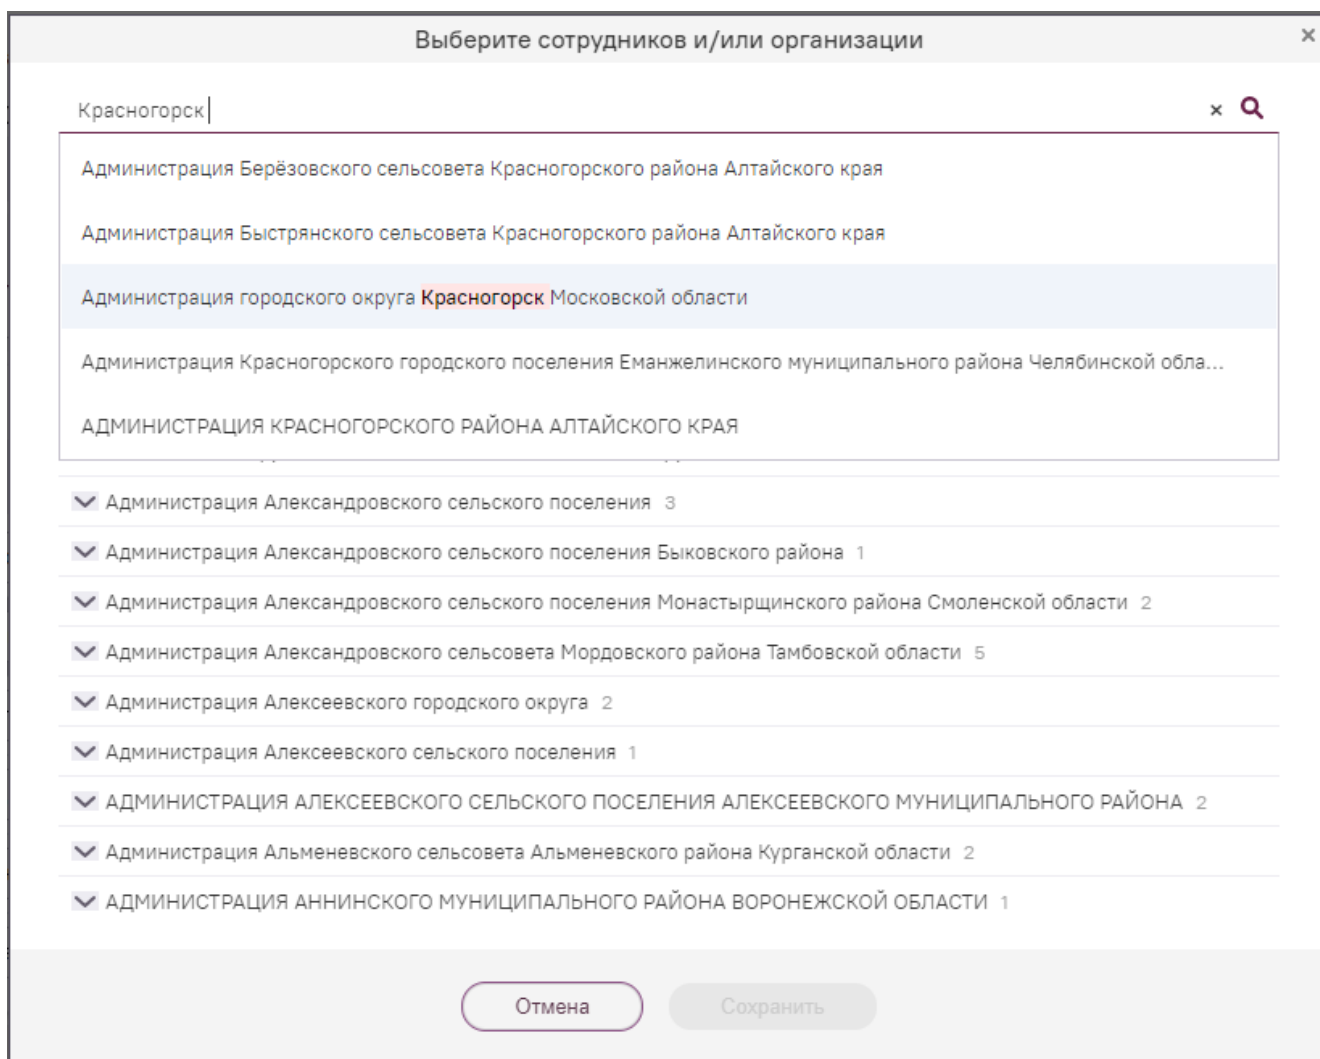 Выберите сотрудников и/или организации
Красногорск
Администрация Берёзовского сельсовета Красногорского района Алтайского края
Администрация Быстрянского сельсовета Красногорского района Алтайского края
Администрация городского округа Красногорск Московской области
Администрация Красногорского городского поселения Еманжелинского муниципального района Челябинской обла...
АДМИНИСТРАЦИЯ КРАСНОГОРСКОГО РАЙОНА АЛТАЙСКОГО КРАЯ
Администрация Александровского сельского поселения 3
Администрация Александровского сельского поселения Быковского района 1
Администрация Александровского сельского поселения Монастырщинского района Смоленской области 2
Администрация Александровского сельсовета Мордовского района Тамбовской области 5
Администрация Алексеевского городского округа 2
Администрация Алексеевского сельского поселения 1
АДМИНИСТРАЦИЯ АЛЕКСЕЕВСКОГО СЕЛЬСКОГО ПОСЕЛЕНИЯ АЛЕКСЕЕВСКОГО МУНИЦИПАЛЬНОГО РАЙОНА 2
Администрация Альменевского сельсовета Альменевского района Курганской области 2
АДМИНИСТРАЦИЯ АННИНСКОГО МУНИЦИПАЛЬНОГО РАЙОНА ВОРОНЕЖСКОЙ ОБЛАСТИ 1
Отмена Сохранить